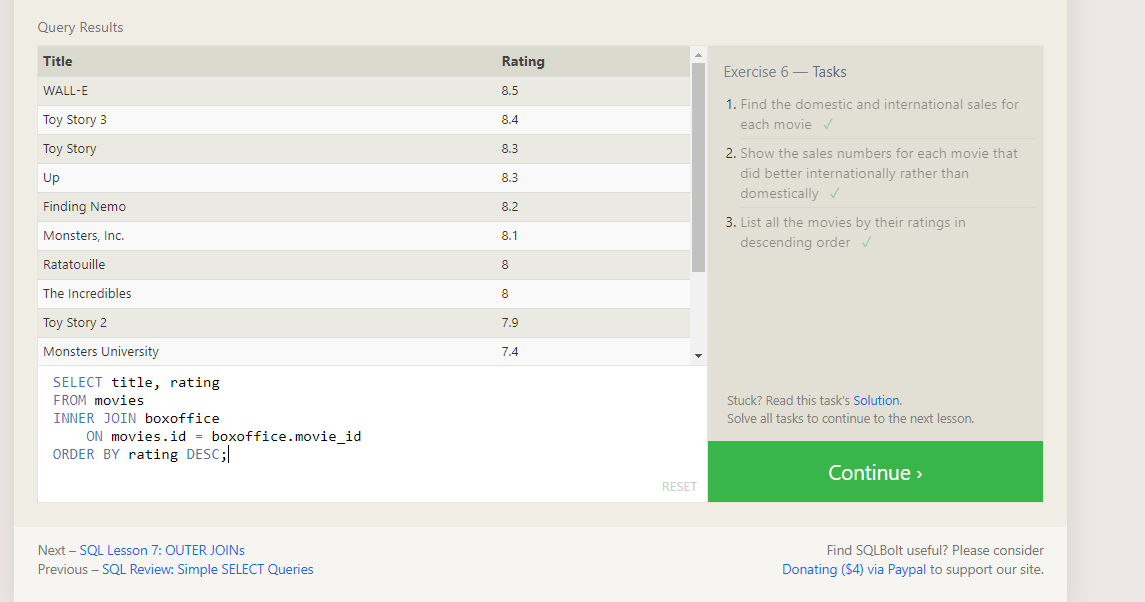 Query Results
Title Rating
WALL-E 8.5
Toy Story 3 8.4
Toy Story 8.3
Up 8.3
Finding Nemo 8.2
Monsters, Inc. 8.1
Ratatouille 8
The Incredibles 8
Toy Story 2 7.9
Monsters University 7.4
SELECT title, rating
FROM movies
INNER JOIN boxoffice
    ON movies.id = boxoffice.movie_id
ORDER BY rating DESC;
RESET
Exercise 6 — Tasks
1. Find the domestic and international sales for
each movie ✓
2. Show the sales numbers for each movie that
did better internationally rather than
domestically ✓
3. List all the movies by their ratings in
descending order ✓
Stuck? Read this task's Solution.
Solve all tasks to continue to the next lesson.
Continue ›
Next – SQL Lesson 7: OUTER JOINs
Previous – SQL Review: Simple SELECT Queries
Find SQLBolt useful? Please consider
Donating ($4) via Paypal to support our site.